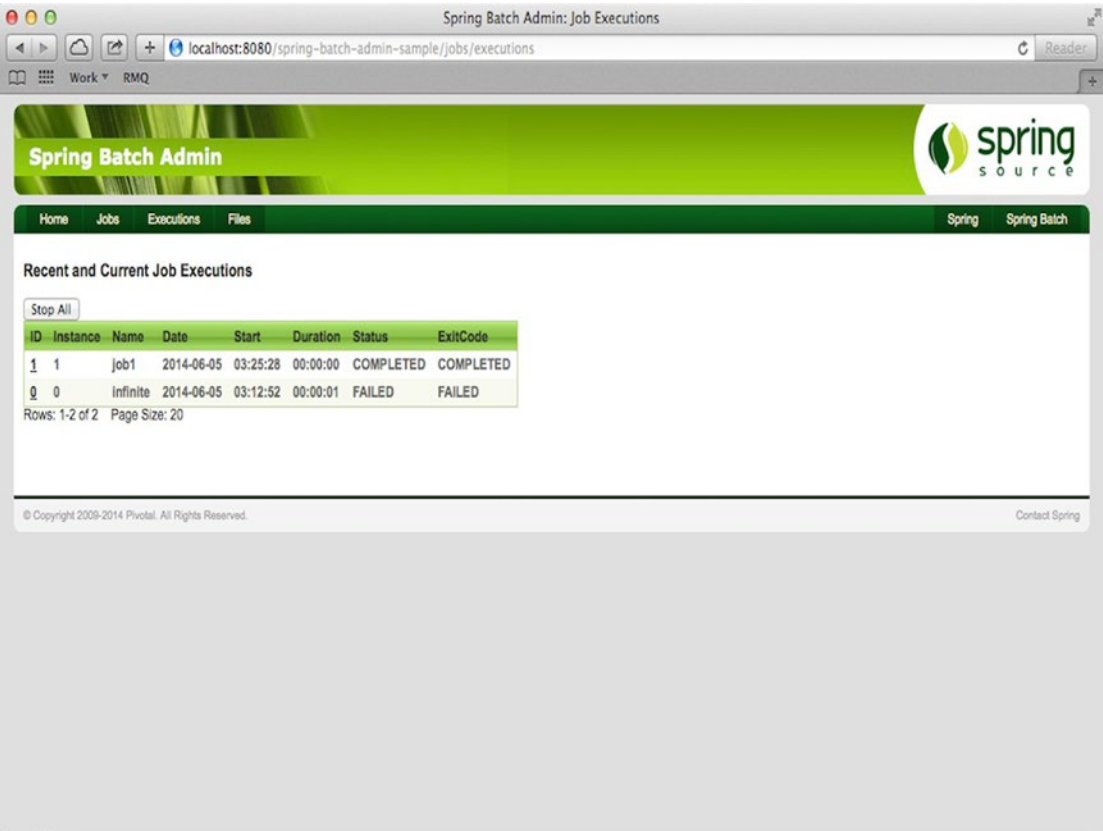 Spring Batch Admin: Job Executions
localhost:8080/spring-batch-admin-sample/jobs/executions
Reader
Work RMQ
Spring Batch Admin
spring
source
Home Jobs Executions Files Spring Spring Batch
Recent and Current Job Executions
Stop All
ID Instance Name Date Start Duration Status ExitCode
1 1 job1 2014-06-05 03:25:28 00:00:00 COMPLETED COMPLETED
0 0 infinite 2014-06-05 03:12:52 00:00:01 FAILED FAILED
Rows: 1-2 of 2 Page Size: 20
© Copyright 2009-2014 Pivotal. All Rights Reserved. Contact Spring